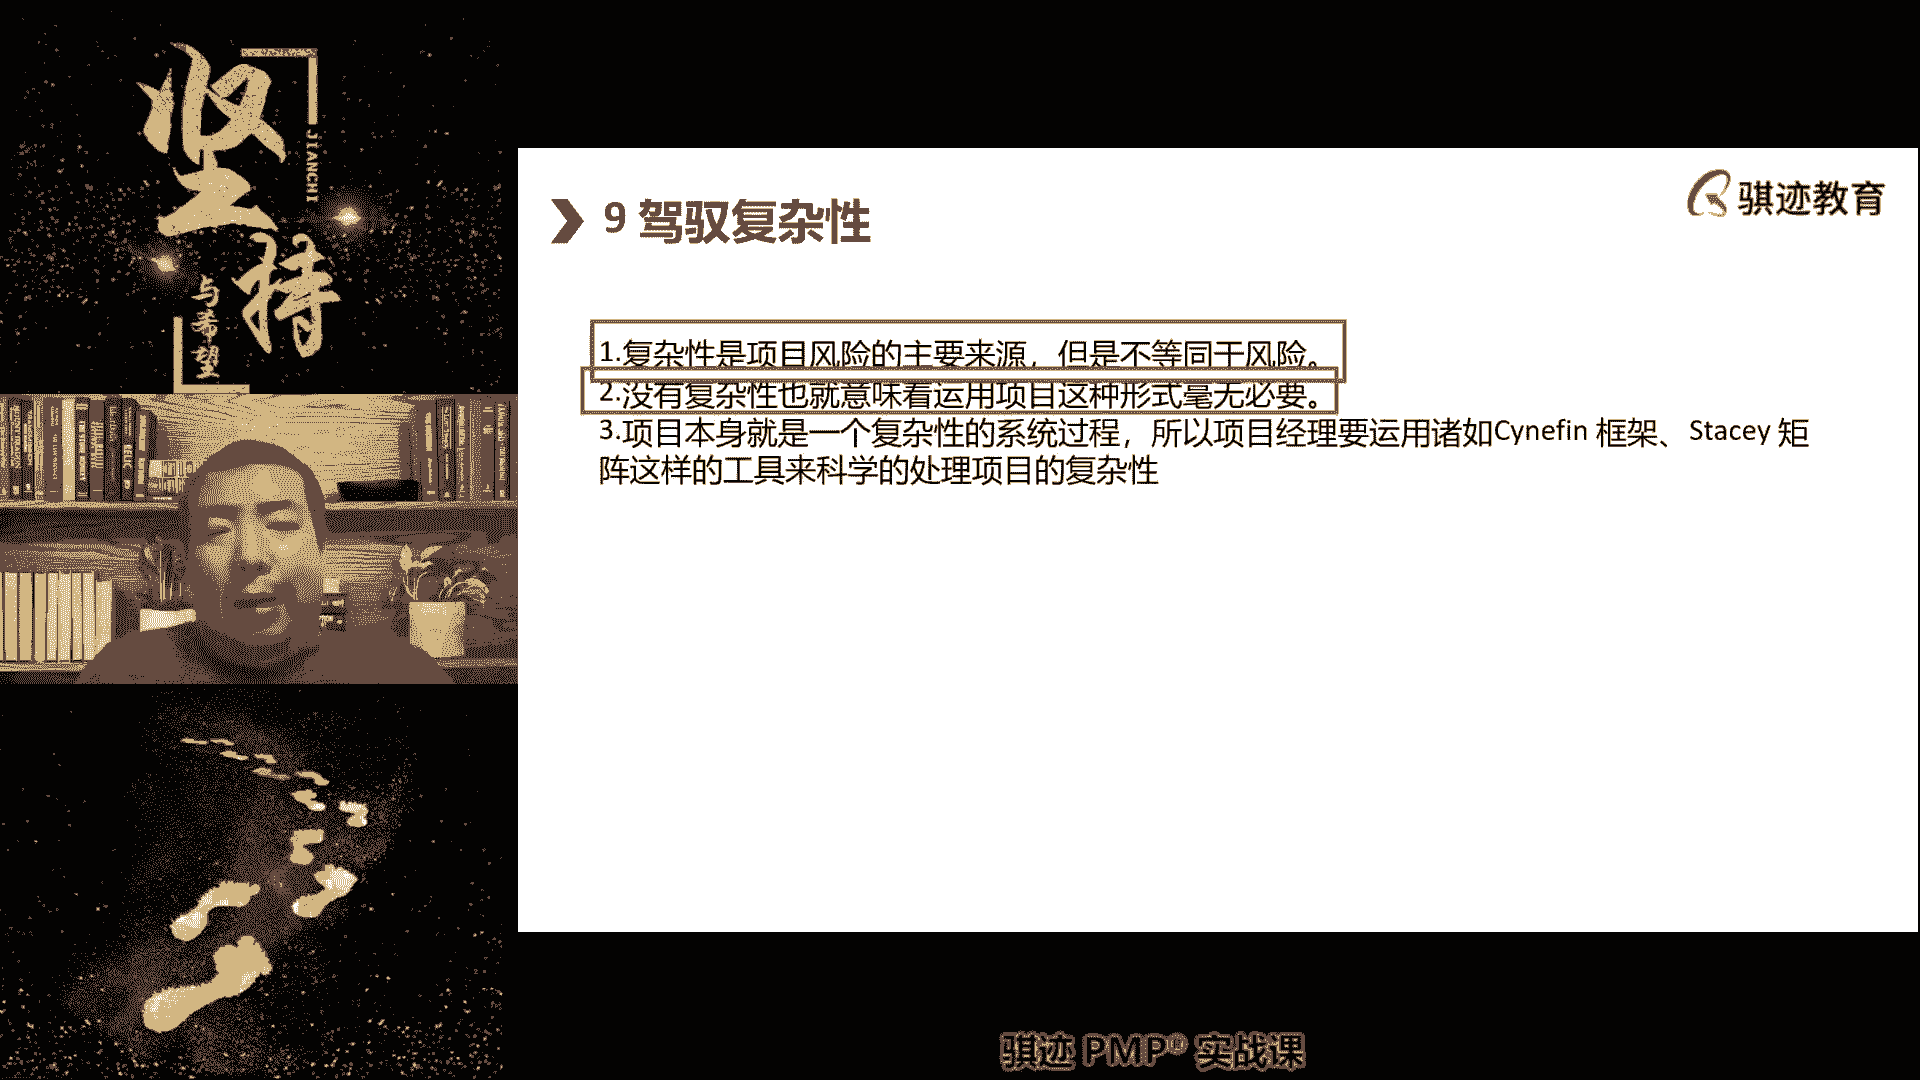 坚持
JIANCHI
与希望
骐迹教育
9 驾驭复杂性
1.复杂性是项目风险的主要来源，但是不等同于风险。
2.没有复杂性也就意味着运用项目这种形式毫无必要。
3.项目本身就是一个复杂性的系统过程，所以项目经理要运用诸如Cynefin 框架、Stacey 矩
阵这样的工具来科学的处理项目的复杂性
骐迹 PMP® 实战课